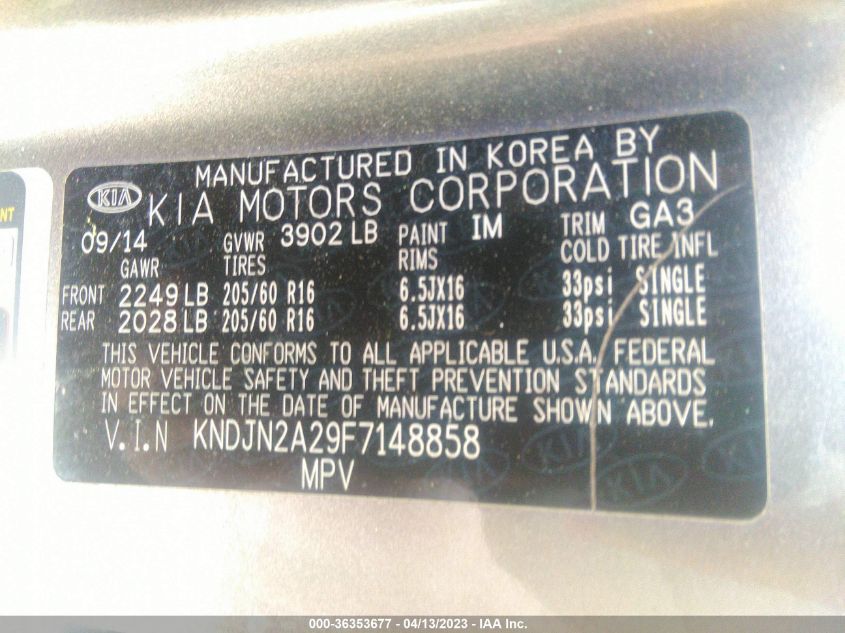 MANUFACTURED IN KOREA BY
KIA KIA MOTORS CORPORATION
09/14 GVWR 3902 LB PAINT IM TRIM GA3
GAWR TIRES RIMS COLD TIRE INFL
FRONT 2249 LB 205/60 R16 6.5JX16 33psi SINGLE
REAR 2028 LB 205/60 R16 6.5JX16 33psi SINGLE
THIS VEHICLE CONFORMS TO ALL APPLICABLE U.S.A. FEDERAL
MOTOR VEHICLE SAFETY AND THEFT PREVENTION STANDARDS
IN EFFECT ON THE DATE OF MANUFACTURE SHOWN ABOVE.
V.I.N KNDJN2A29F7148858
MPV
000-36353677 - 04/13/2023 - IAA Inc.